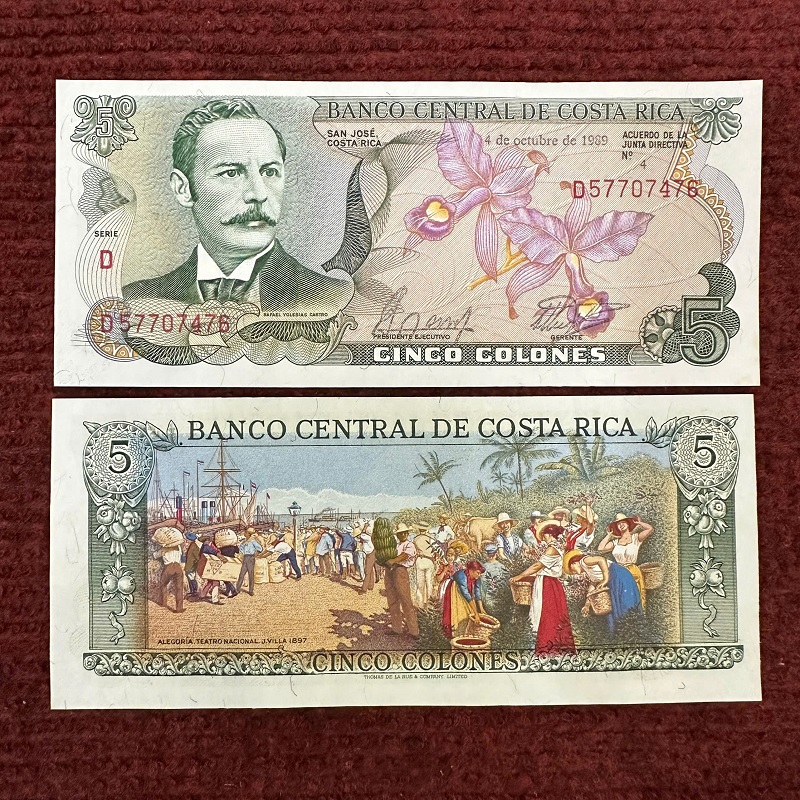 5
BANCO CENTRAL DE COSTA RICA
SAN JOSÉ,
COSTA RICA
4 de octubre de 1989
ACUERDO DE LA
JUNTA DIRECTIVA
Nº
4
D57707476
SERIE
D
D57707476
RAFAEL YGLESIAS CASTRO
PRESIDENTE EJECUTIVO
GERENTE
CINCO COLONES
5
BANCO CENTRAL DE COSTA RICA
5
5
ALEGORIA, TEATRO NACIONAL. J. VILLA 1897
CINCO COLONES
THOMAS DE LA RUE & COMPANY, LIMITED